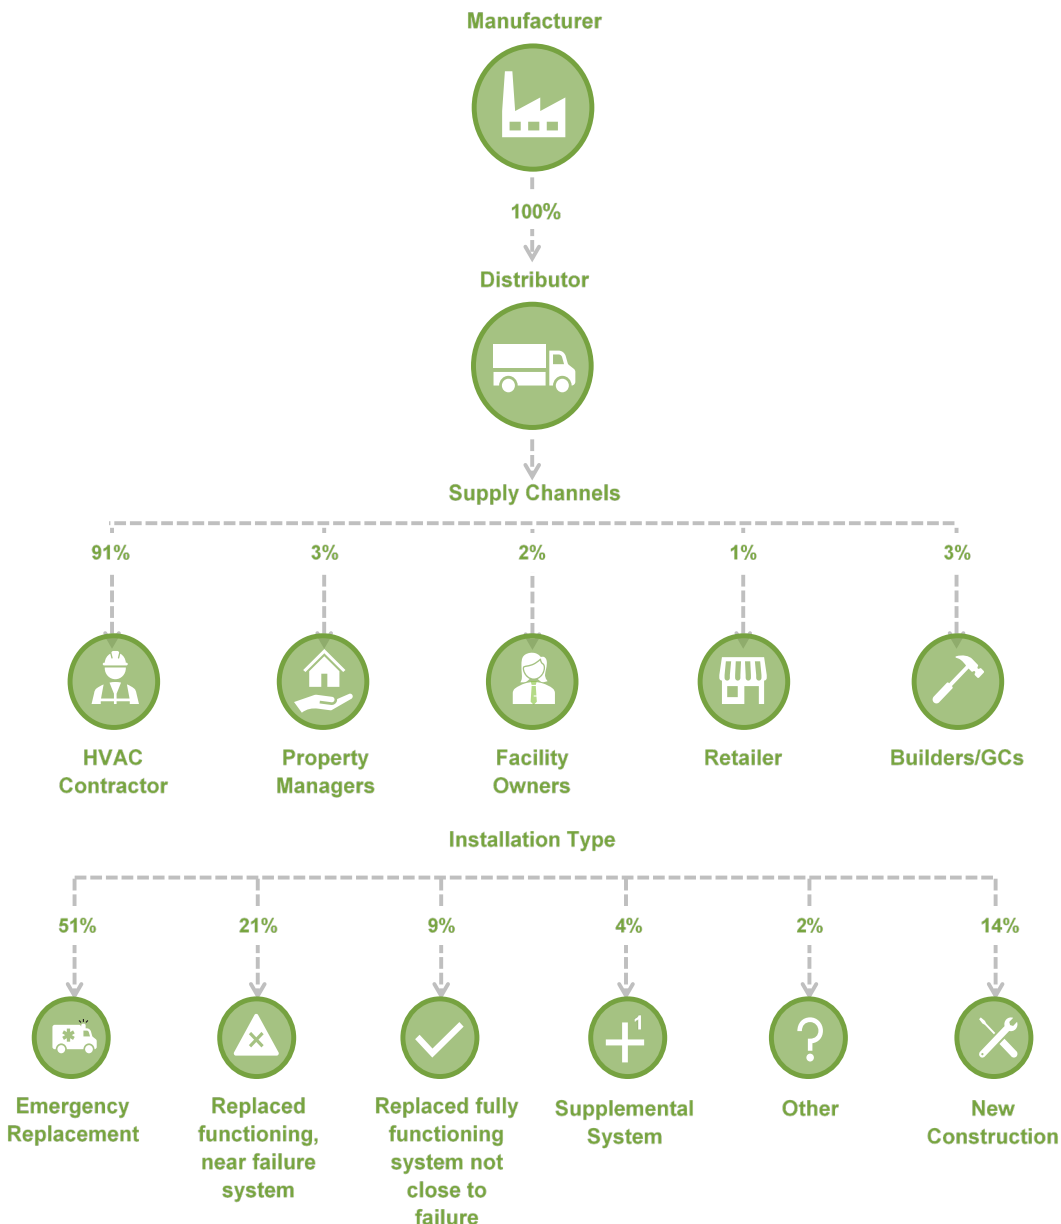 Manufacturer
100%
Distributor
Supply Channels
91%
3%
2%
1%
3%
HVAC
Contractor
Property
Managers
Facility
Owners
Retailer
Builders/GCs
Installation Type
51%
21%
9%
4%
2%
14%
1
?
Emergency
Replacement
Replaced
functioning,
near failure
system
Replaced fully
functioning
system not
close to
failure
Supplemental
System
Other
New
Construction